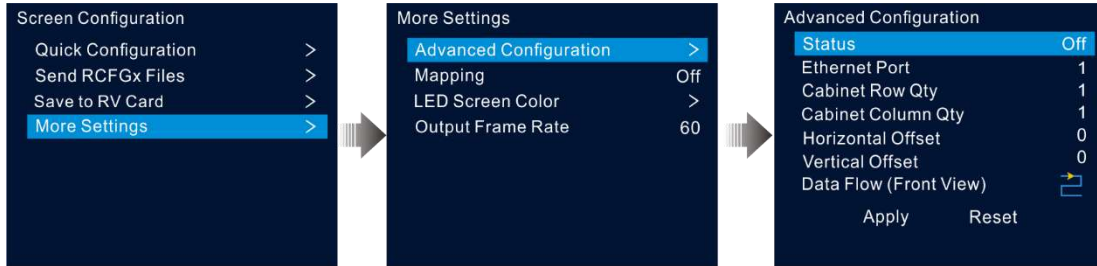 Screen Configuration
Quick Configuration >
Send RCFGx Files >
Save to RV Card >
More Settings >
More Settings
Advanced Configuration >
Mapping Off
LED Screen Color >
Output Frame Rate 60
Advanced Configuration
Status Off
Ethernet Port 1
Cabinet Row Qty 1
Cabinet Column Qty 1
Horizontal Offset 0
Vertical Offset 0
Data Flow (Front View)
Apply Reset